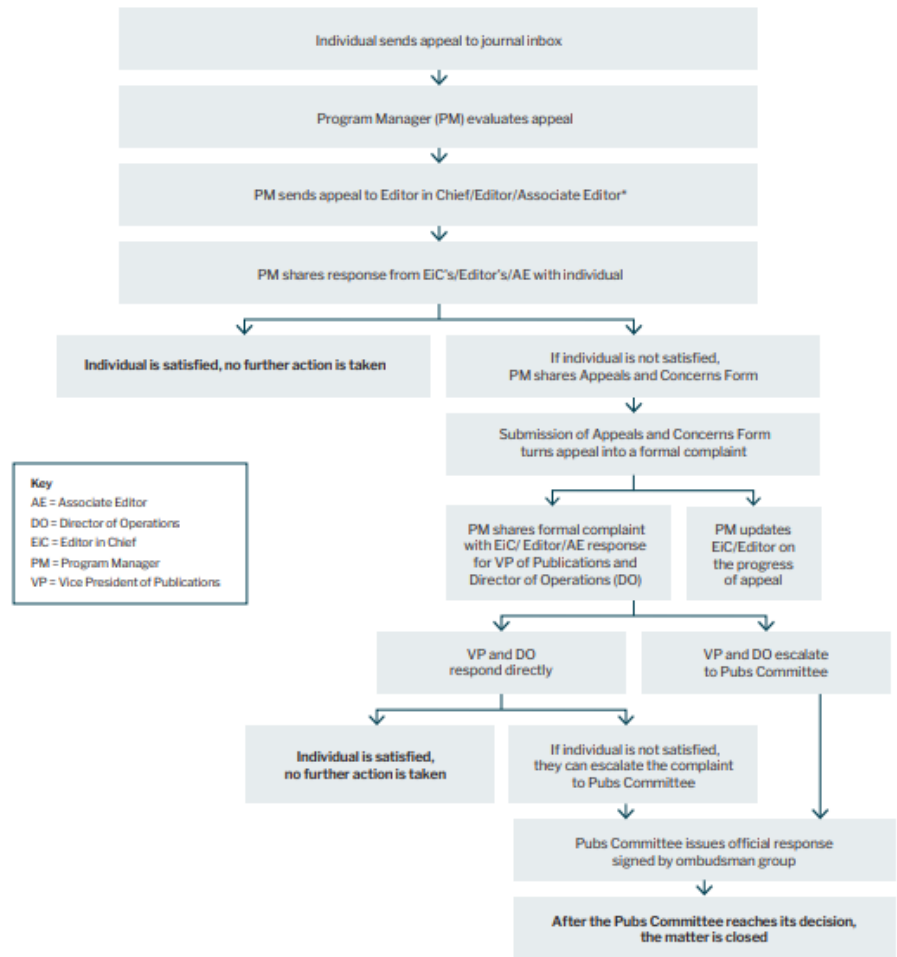 Individual sends appeal to journal inbox
Program Manager (PM) evaluates appeal
PM sends appeal to Editor in Chief/Editor/Associate Editor*
PM shares response from EiC's/Editor's/AE with individual
Individual is satisfied, no further action is taken
If individual is not satisfied,
PM shares Appeals and Concerns Form
Submission of Appeals and Concerns Form
turns appeal into a formal complaint
Key
AE = Associate Editor
DO = Director of Operations
EiC = Editor in Chief
PM = Program Manager
VP = Vice President of Publications
PM shares formal complaint
with EiC/ Editor/AE response
for VP of Publications and
Director of Operations (DO)
PM updates
EiC/Editor on
the progress
of appeal
VP and DO
respond directly
VP and DO escalate
to Pubs Committee
Individual is satisfied,
no further action is taken
If individual is not satisfied,
they can escalate the complaint
to Pubs Committee
Pubs Committee issues official response
signed by ombudsman group
After the Pubs Committee reaches its decision,
the matter is closed